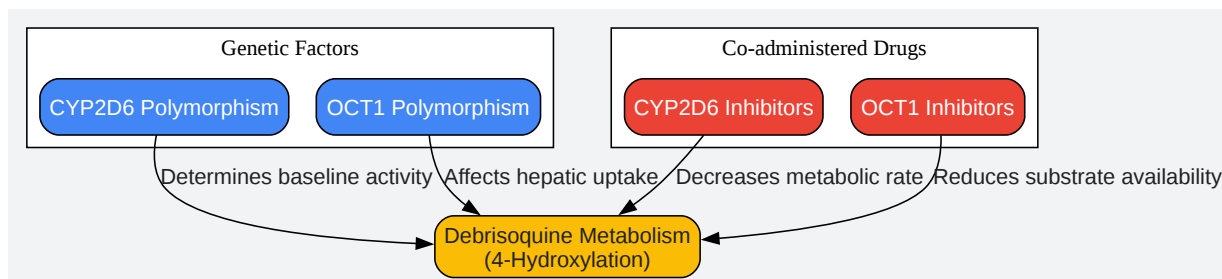 Genetic Factors
Co-administered Drugs
CYP2D6 Polymorphism
OCT1 Polymorphism
CYP2D6 Inhibitors
OCT1 Inhibitors
Determines baseline activity
Affects hepatic uptake
Decreases metabolic rate
Reduces substrate availability
Debrisoquine Metabolism
(4-Hydroxylation)